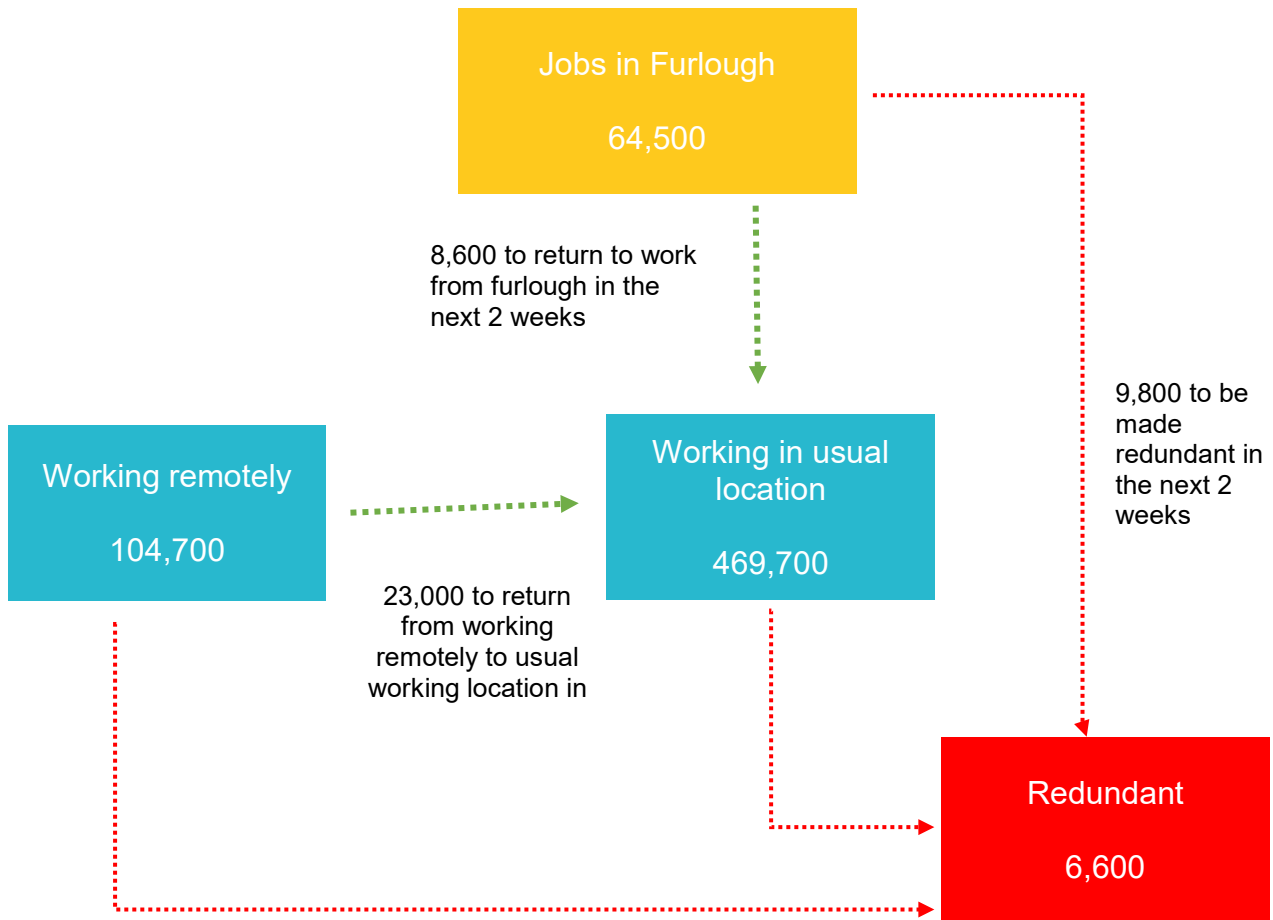 Jobs in Furlough
64,500
8,600 to return to work
from furlough in the
next 2 weeks
9,800 to be
made
redundant in
the next 2
weeks
Working remotely
104,700
Working in usual
location
469,700
23,000 to return
from working
remotely to usual
working location in
Redundant
6,600